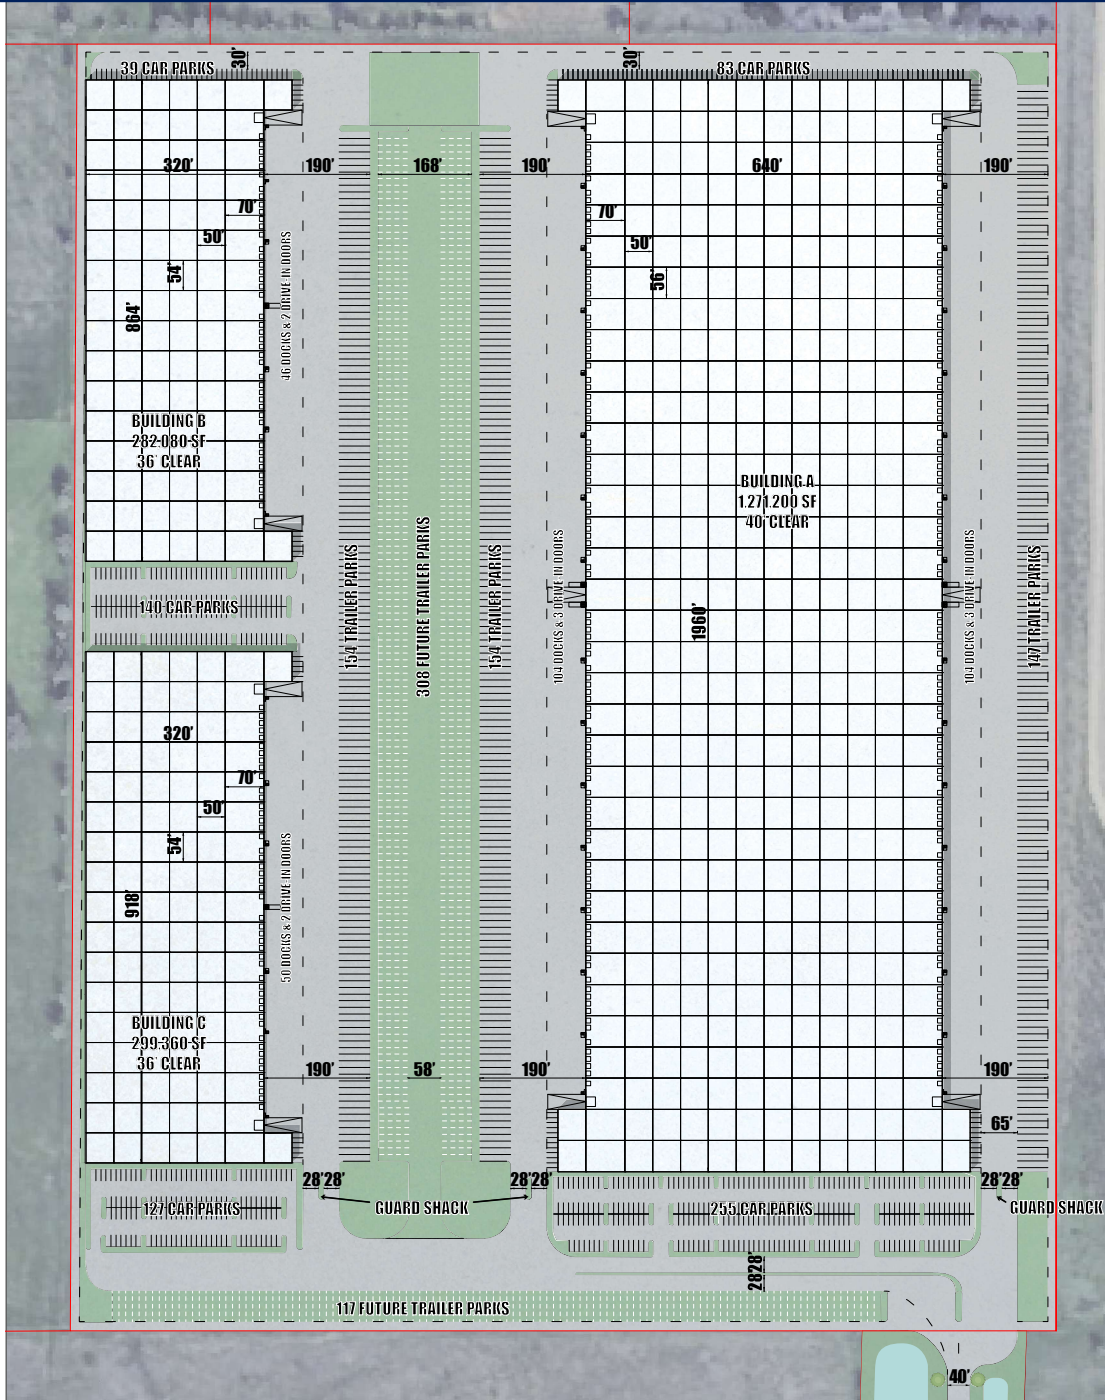 39 CAR PARKS
30'
30'
83 CAR PARKS
320'
190'
168'
190'
640'
190'
70'
70'
50'
50'
54'
56'
864'
46 DOCKS & 2 DRIVE IN DOORS
BUILDING B
282,080 SF
36' CLEAR
BUILDING A
1,271,200 SF
40' CLEAR
154 TRAILER PARKS
308 FUTURE TRAILER PARKS
154 TRAILER PARKS
104 DOCKS & 3 DRIVE IN DOORS
1960'
104 DOCKS & 3 DRIVE IN DOORS
147 TRAILER PARKS
140 CAR PARKS
320'
70'
50'
54'
918'
50 DOCKS & 2 DRIVE IN DOORS
BUILDING C
299,360 SF
36' CLEAR
190'
58'
190'
190'
65'
28'28'
28'28'
28'28'
127 CAR PARKS
GUARD SHACK
255 CAR PARKS
GUARD SHACK
28'28'
117 FUTURE TRAILER PARKS
40'